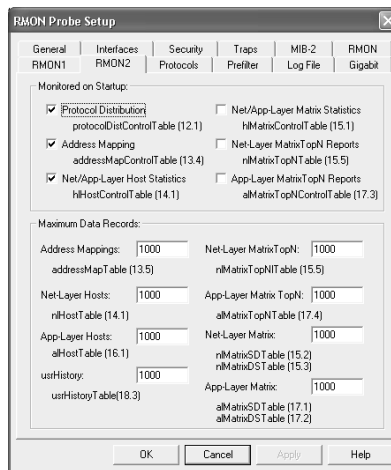 RMON Probe Setup
General Interfaces Security Traps MIB-2 RMON
RMON1 RMON2 Protocols Prefilter Log File Gigabit
Monitored on Startup:
Protocol Distribution
protocolDistControlTable (12.1)
Address Mapping
addressMapControlTable (13.4)
Net/App-Layer Host Statistics
hlHostControlTable (14.1)
Net/App-Layer Matrix Statistics
hlMatrixControlTable (15.1)
Net-Layer MatrixTopN Reports
nlMatrixTopNTable (15.5)
App-Layer MatrixTopN Reports
alMatrixTopNControlTable (17.3)
Maximum Data Records:
Address Mappings: 1000
addressMapTable (13.5)
Net-Layer Hosts: 1000
nlHostTable (14.1)
App-Layer Hosts: 1000
alHostTable (16.1)
usrHistory: 1000
usrHistoryTable(18.3)
Net-Layer MatrixTopN: 1000
nlMatrixTopNlTable (15.5)
App-Layer Matrix TopN: 1000
alMatrixTopNTable (17.4)
Net-Layer Matrix: 1000
nlMatrixSDTable (15.2)
nlMatrixDSTable (15.3)
App-Layer Matrix: 1000
alMatrixSDTable (17.1)
alMatrixDSTable (17.2)
OK Cancel Apply Help